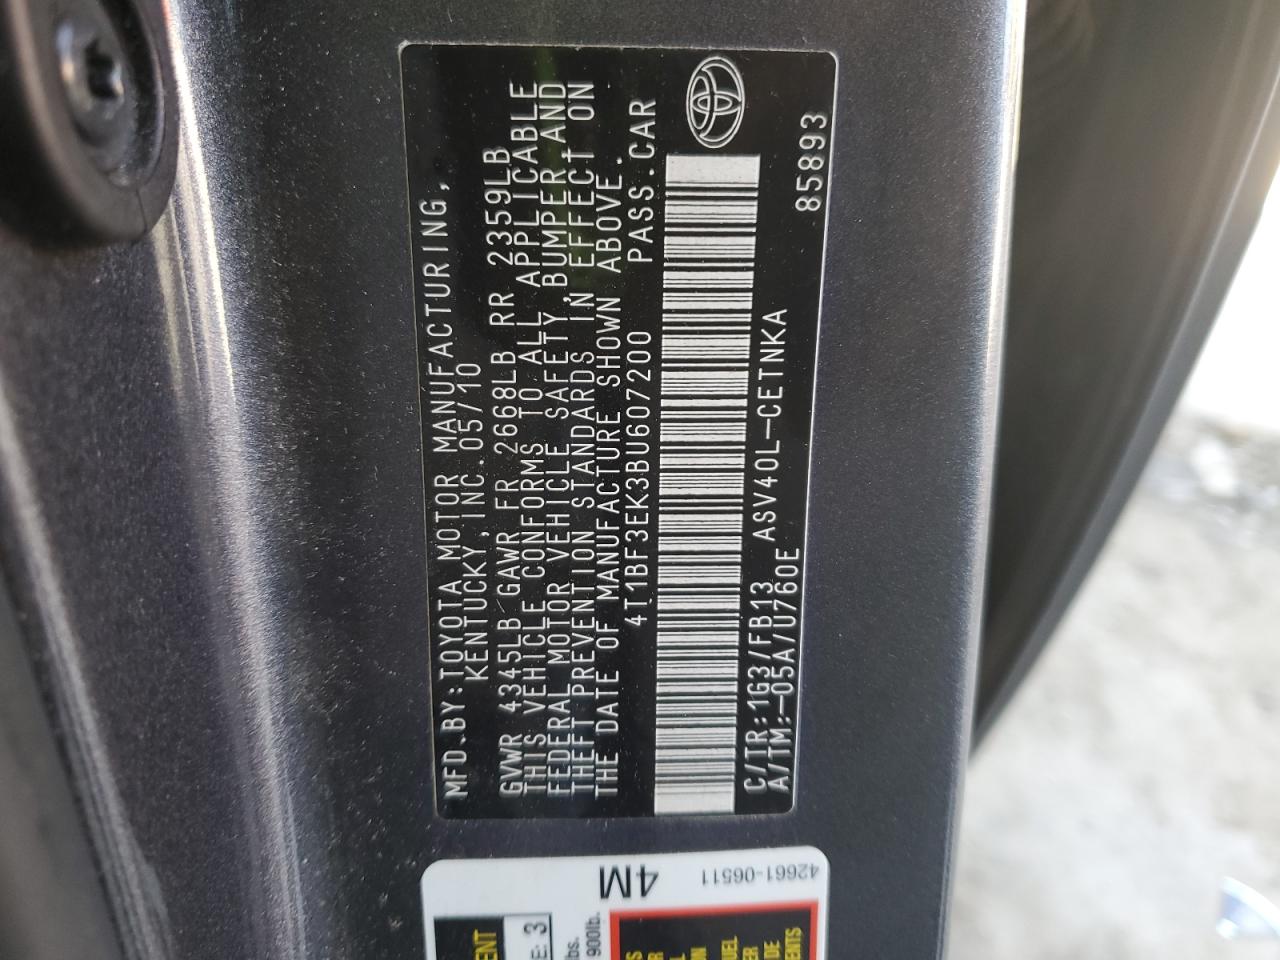 MFD.BY:TOYOTA MOTOR MANUFACTURING,
KENTUCKY,INC.05/10
GVWR 4345LB GAWR FR 2668LB RR 2359LB
THIS VEHICLE CONFORMS TO ALL APPLICABLE
FEDERAL MOTOR VEHICLE SAFETY,BUMPER,AND
THEFT PREVENTION STANDARDS IN EFFECT ON
THE DATE OF MANUFACTURE SHOWN ABOVE.
4T1BF3EK3BU607200 PASS.CAR
C/TR:1G3/FB13 ASV40L-CETNKA
A/TM:-05A/U760E
85893
4M
42661-06511
3
900lb.